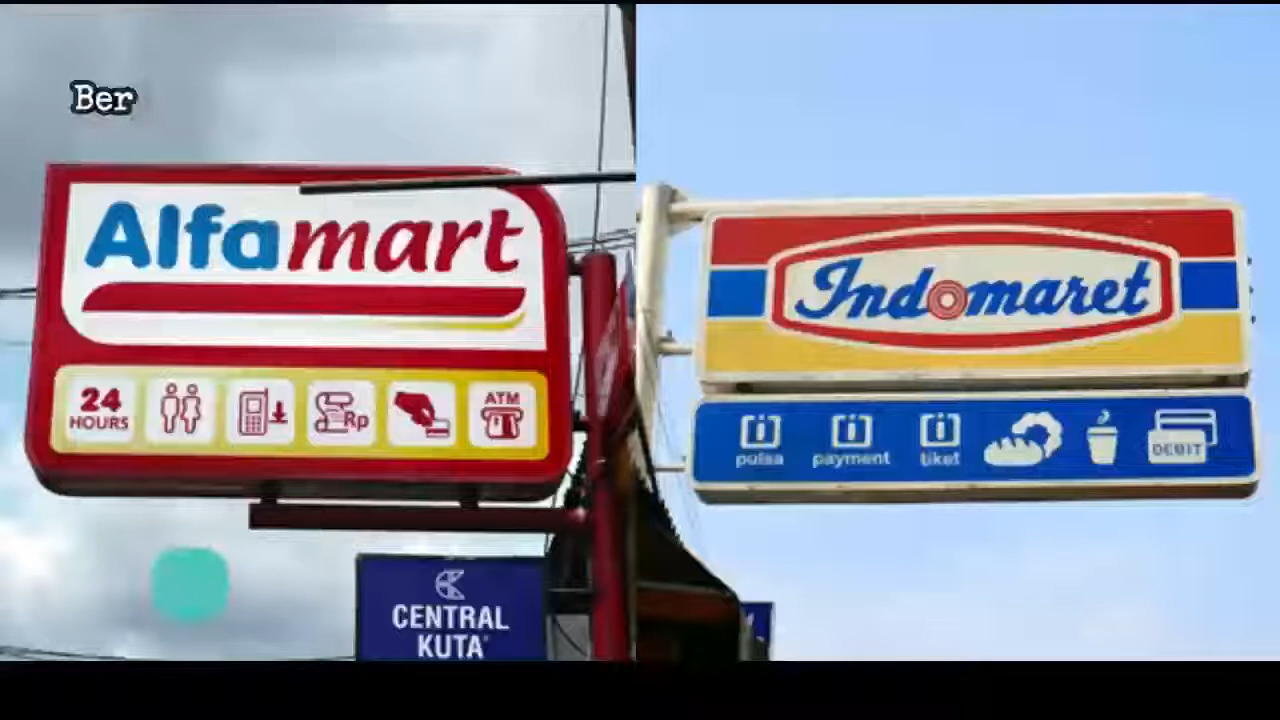 Ber
Alfamart
24
HOURS
Rp
ATM
CENTRAL
KUTA
Indomaret
pulsa
payment
tiket
DEBIT